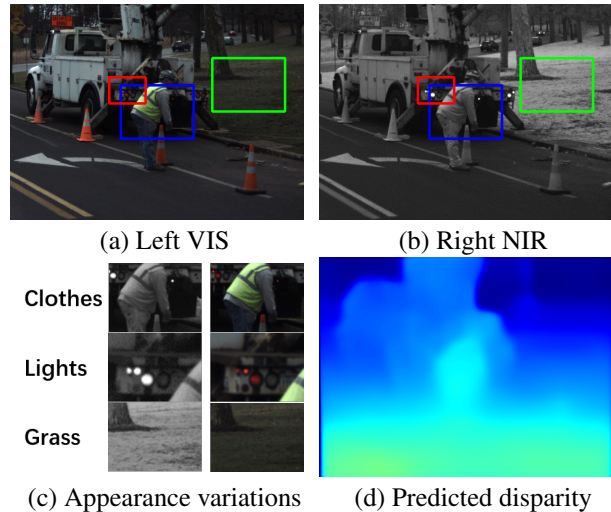 (a) Left VIS
(b) Right NIR
Clothes
Lights
Grass
(c) Appearance variations
(d) Predicted disparity